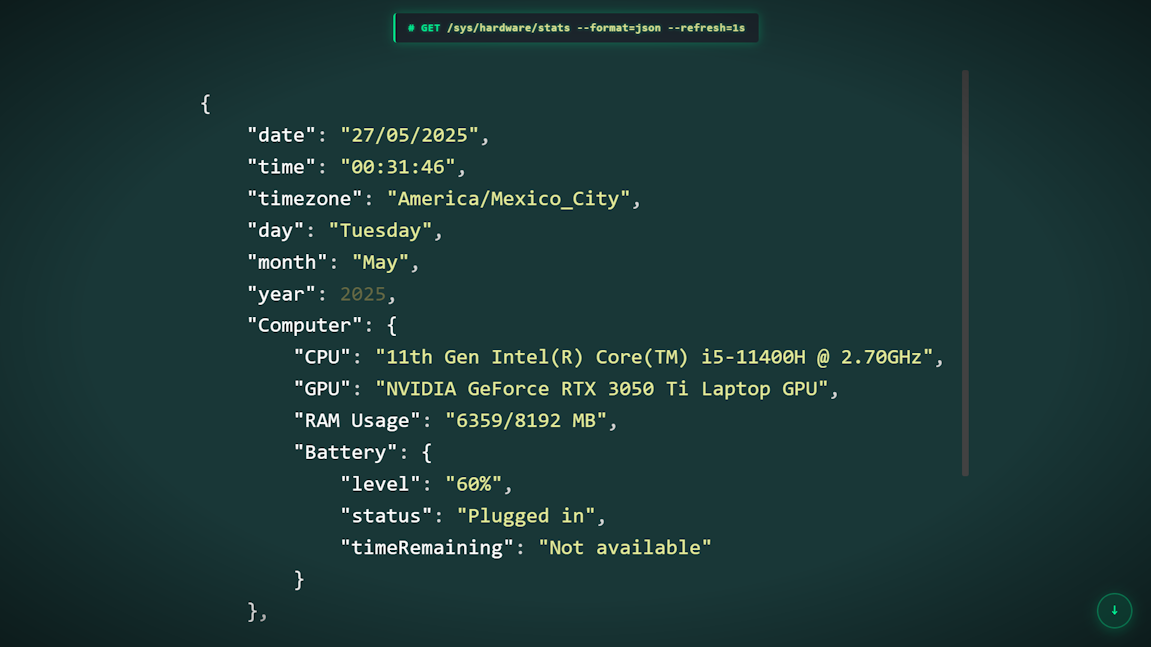 # GET /sys/hardware/stats --format=json --refresh=1s
{
    "date": "27/05/2025",
    "time": "00:31:46",
    "timezone": "America/Mexico_City",
    "day": "Tuesday",
    "month": "May",
    "year": 2025,
    "Computer": {
        "CPU": "11th Gen Intel(R) Core(TM) i5-11400H @ 2.70GHz",
        "GPU": "NVIDIA GeForce RTX 3050 Ti Laptop GPU",
        "RAM Usage": "6359/8192 MB",
        "Battery": {
            "level": "60%",
            "status": "Plugged in",
            "timeRemaining": "Not available"
        }
    },
↓